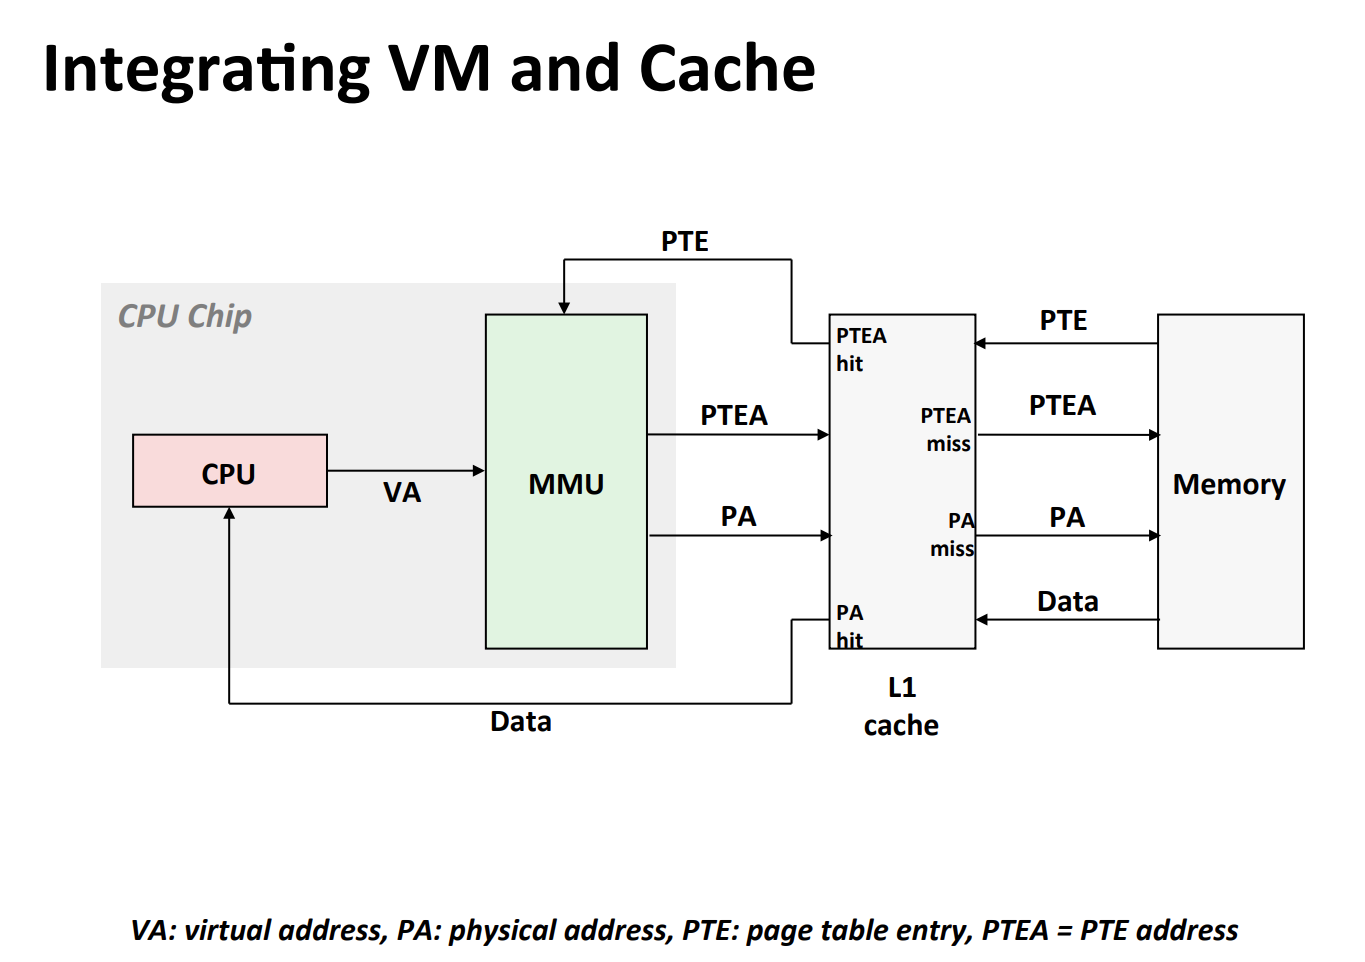 Integrating VM and Cache
PTE
CPU Chip
PTE
PTEA
hit
PTEA
PTEA
PTEA
miss
CPU
VA
MMU
Memory
PA
PA
PA
miss
Data
PA
hit
L1
cache
Data
VA: virtual address, PA: physical address, PTE: page table entry, PTEA = PTE address